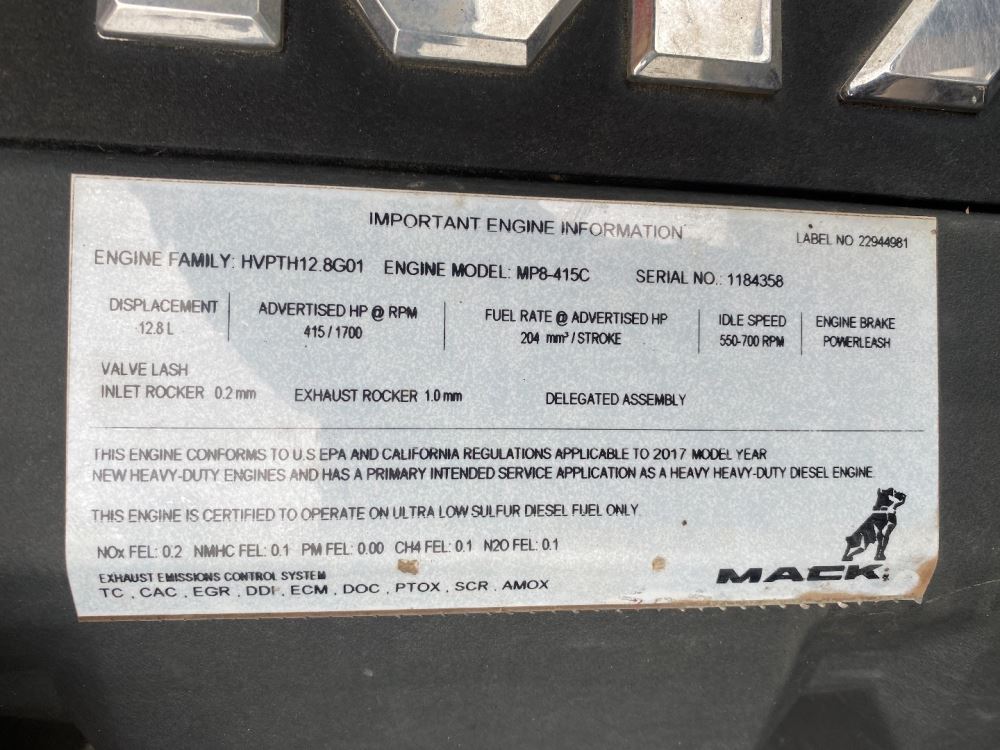 IMPORTANT ENGINE INFORMATION
LABEL NO 22944981
ENGINE FAMILY: HVPTH12.8G01 ENGINE MODEL: MP8-415C SERIAL NO.: 1184358
DISPLACEMENT ADVERTISED HP @ RPM FUEL RATE @ ADVERTISED HP IDLE SPEED ENGINE BRAKE
12.8 L 415 / 1700 204 mm³ / STROKE 550-700 RPM POWERLEASH
VALVE LASH
INLET ROCKER 0.2 mm EXHAUST ROCKER 1.0 mm DELEGATED ASSEMBLY
THIS ENGINE CONFORMS TO U.S EPA AND CALIFORNIA REGULATIONS APPLICABLE TO 2017 MODEL YEAR
NEW HEAVY-DUTY ENGINES AND HAS A PRIMARY INTENDED SERVICE APPLICATION AS A HEAVY HEAVY-DUTY DIESEL ENGINE
THIS ENGINE IS CERTIFIED TO OPERATE ON ULTRA LOW SULFUR DIESEL FUEL ONLY.
NOx FEL: 0.2 NMHC FEL: 0.1 PM FEL: 0.00 CH4 FEL: 0.1 N2O FEL: 0.1
EXHAUST EMISSIONS CONTROL SYSTEM
TC , CAC , EGR , DDI , ECM , DOC , PTOX , SCR , AMOX
MACK